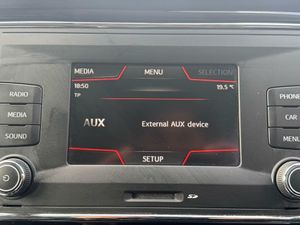 MEDIA MENU SELECTION
18:50 19.5 °C
TP
AUX External AUX device
SETUP
RADIO
MEDIA
SOUND
PHONE
CAR
MENU
SD